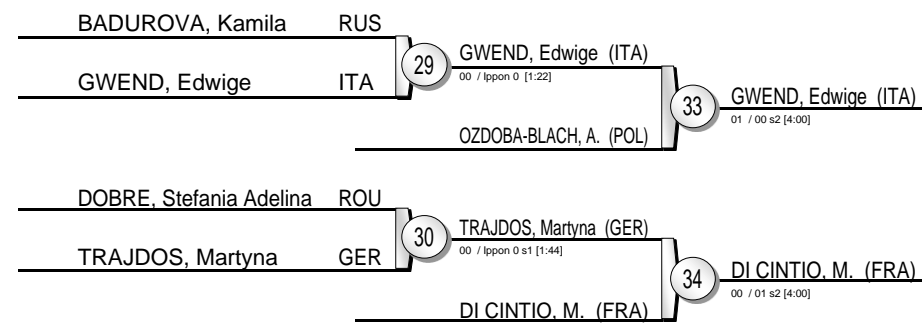 BADUROVA, Kamila RUS
GWEND, Edwige ITA
29
GWEND, Edwige (ITA)
00 / Ippon 0 [1:22]
OZDOBA-BLACH, A. (POL)
33
GWEND, Edwige (ITA)
01 / 00 s2 [4:00]
DOBRE, Stefania Adelina ROU
TRAJDOS, Martyna GER
30
TRAJDOS, Martyna (GER)
00 / Ippon 0 s1 [1:44]
DI CINTIO, M. (FRA)
34
DI CINTIO, M. (FRA)
00 / 01 s2 [4:00]